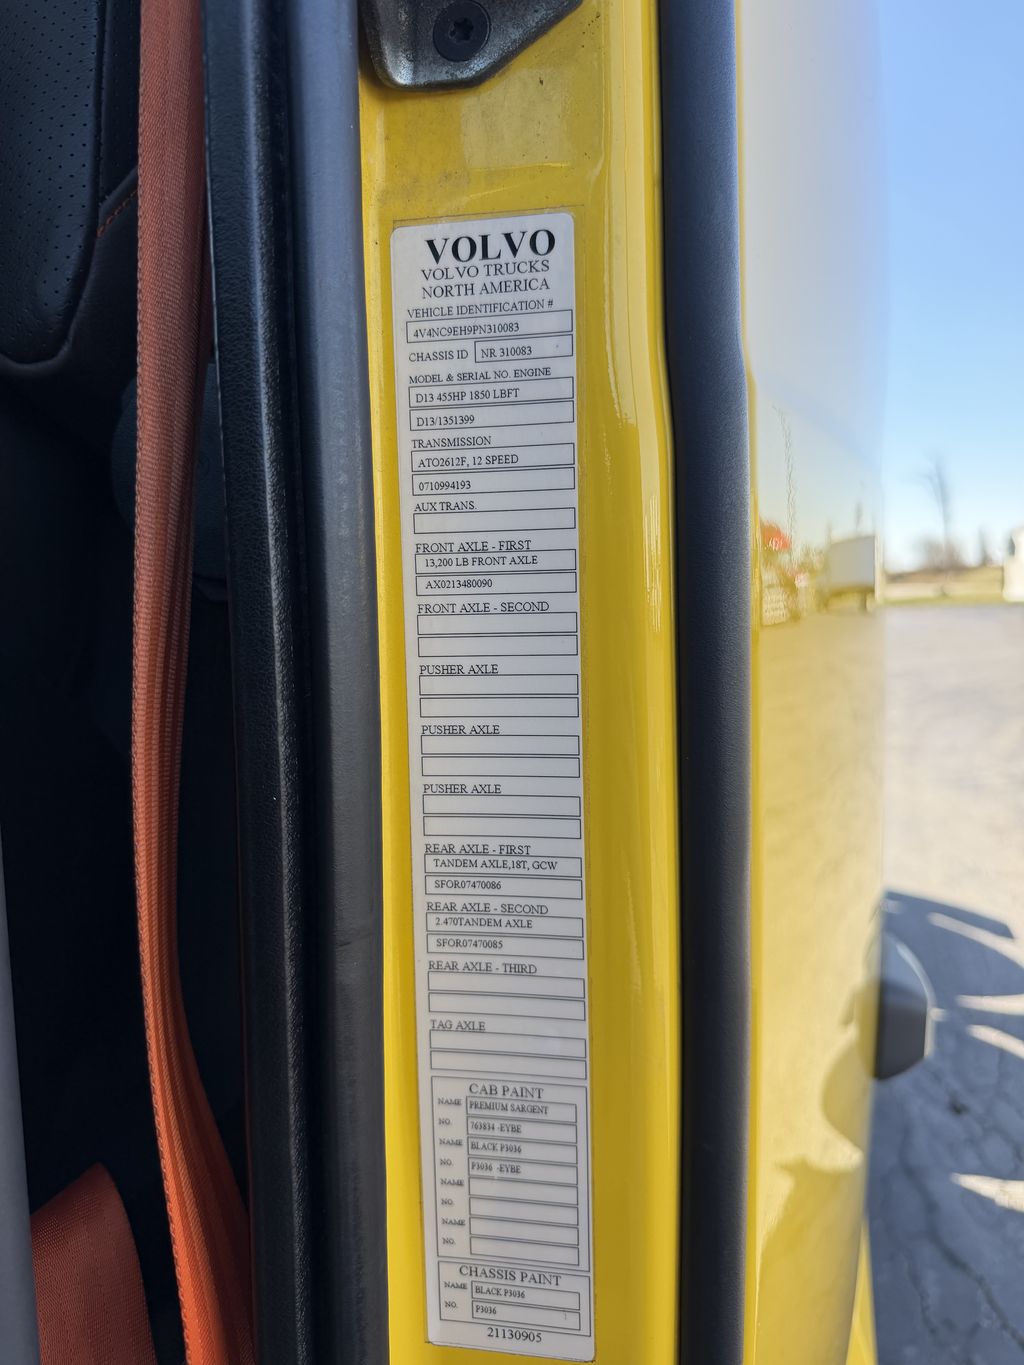 VOLVO
VOLVO TRUCKS
NORTH AMERICA
VEHICLE IDENTIFICATION #
4V4NC9EH9PN310083
CHASSIS ID NR 310083
MODEL & SERIAL NO. ENGINE
D13 455HP 1850 LBFT
D13/1351399
TRANSMISSION
ATO2612F, 12 SPEED
0710994193
AUX TRANS.
FRONT AXLE - FIRST
13,200 LB FRONT AXLE
AX0213480090
FRONT AXLE - SECOND
PUSHER AXLE
PUSHER AXLE
PUSHER AXLE
REAR AXLE - FIRST
TANDEM AXLE,18T, GCW
SFOR07470086
REAR AXLE - SECOND
2.470TANDEM AXLE
SFOR07470085
REAR AXLE - THIRD
TAG AXLE
CAB PAINT
NAME PREMIUM SARGENT
NO. 763834 -EYBE
NAME BLACK P3036
NO. P3036 -EYBE
NAME
NO.
NAME
NO.
CHASSIS PAINT
NAME BLACK P3036
NO. P3036
21130905